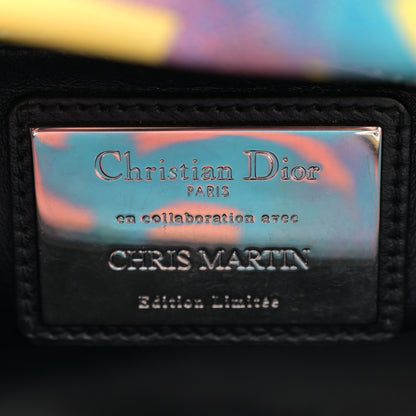 Christian Dior
PARIS
en collaboration avec
CHRIS MARTIN
Edition Limitée